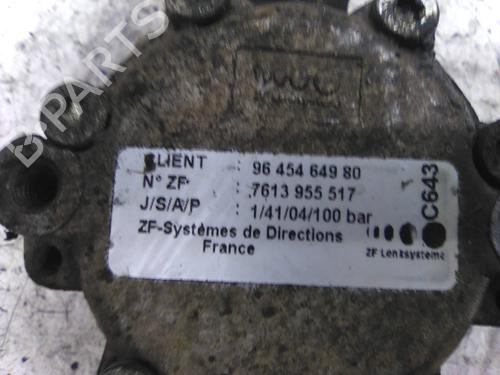 CLIENT : 96 454 649 80
N° ZF : 7613 955 517
J/S/A/P : 1/41/04/100 bar
ZF-Systèmes de Directions
France
ZF Lenksysteme
C643
B-PARTS